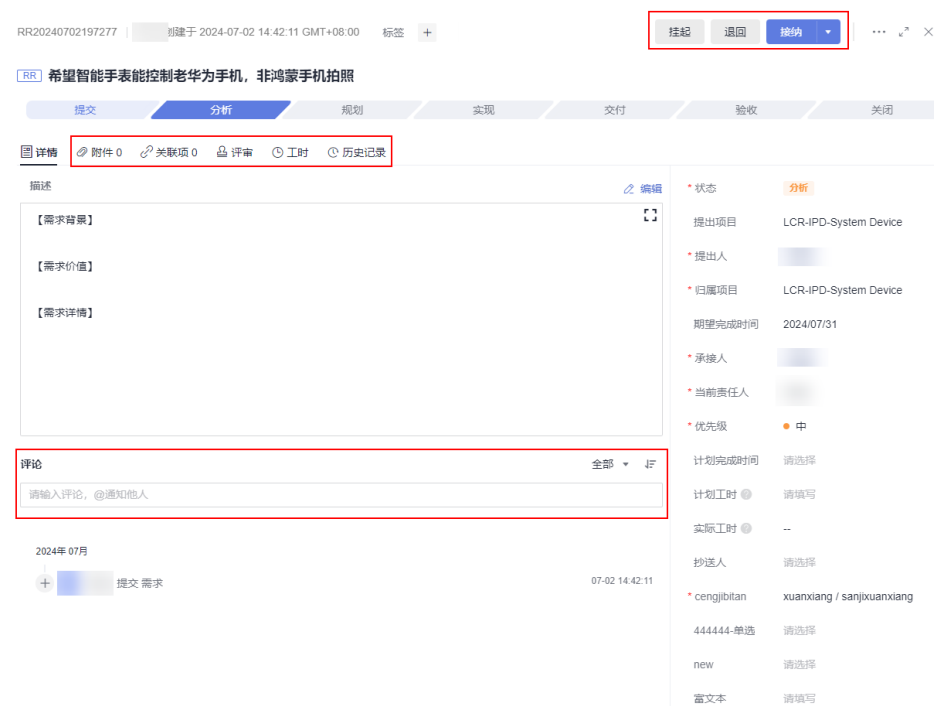 RR20240702197277 创建于 2024-07-02 14:42:11 GMT+08:00 标签 +
挂起 退回 接纳
RR 希望智能手表能控制老华为手机，非鸿蒙手机拍照
提交 分析 规划 实现 交付 验收 关闭
详情 附件 0 关联项 0 评审 工时 历史记录
描述 编辑
【需求背景】
【需求价值】
【需求详情】
评论 全部
请输入评论，@通知他人
2024年 07月
提交 需求 07-02 14:42:11
* 状态 分析
提出项目 LCR-IPD-System Device
* 提出人
* 归属项目 LCR-IPD-System Device
期望完成时间 2024/07/31
* 承接人
* 当前责任人
* 优先级 中
计划完成时间 请选择
计划工时 请填写
实际工时 --
抄送人 请选择
* cengjibitan xuanxiang / sanjixuanxiang
444444-单选 请选择
new 请选择
富文本 请填写